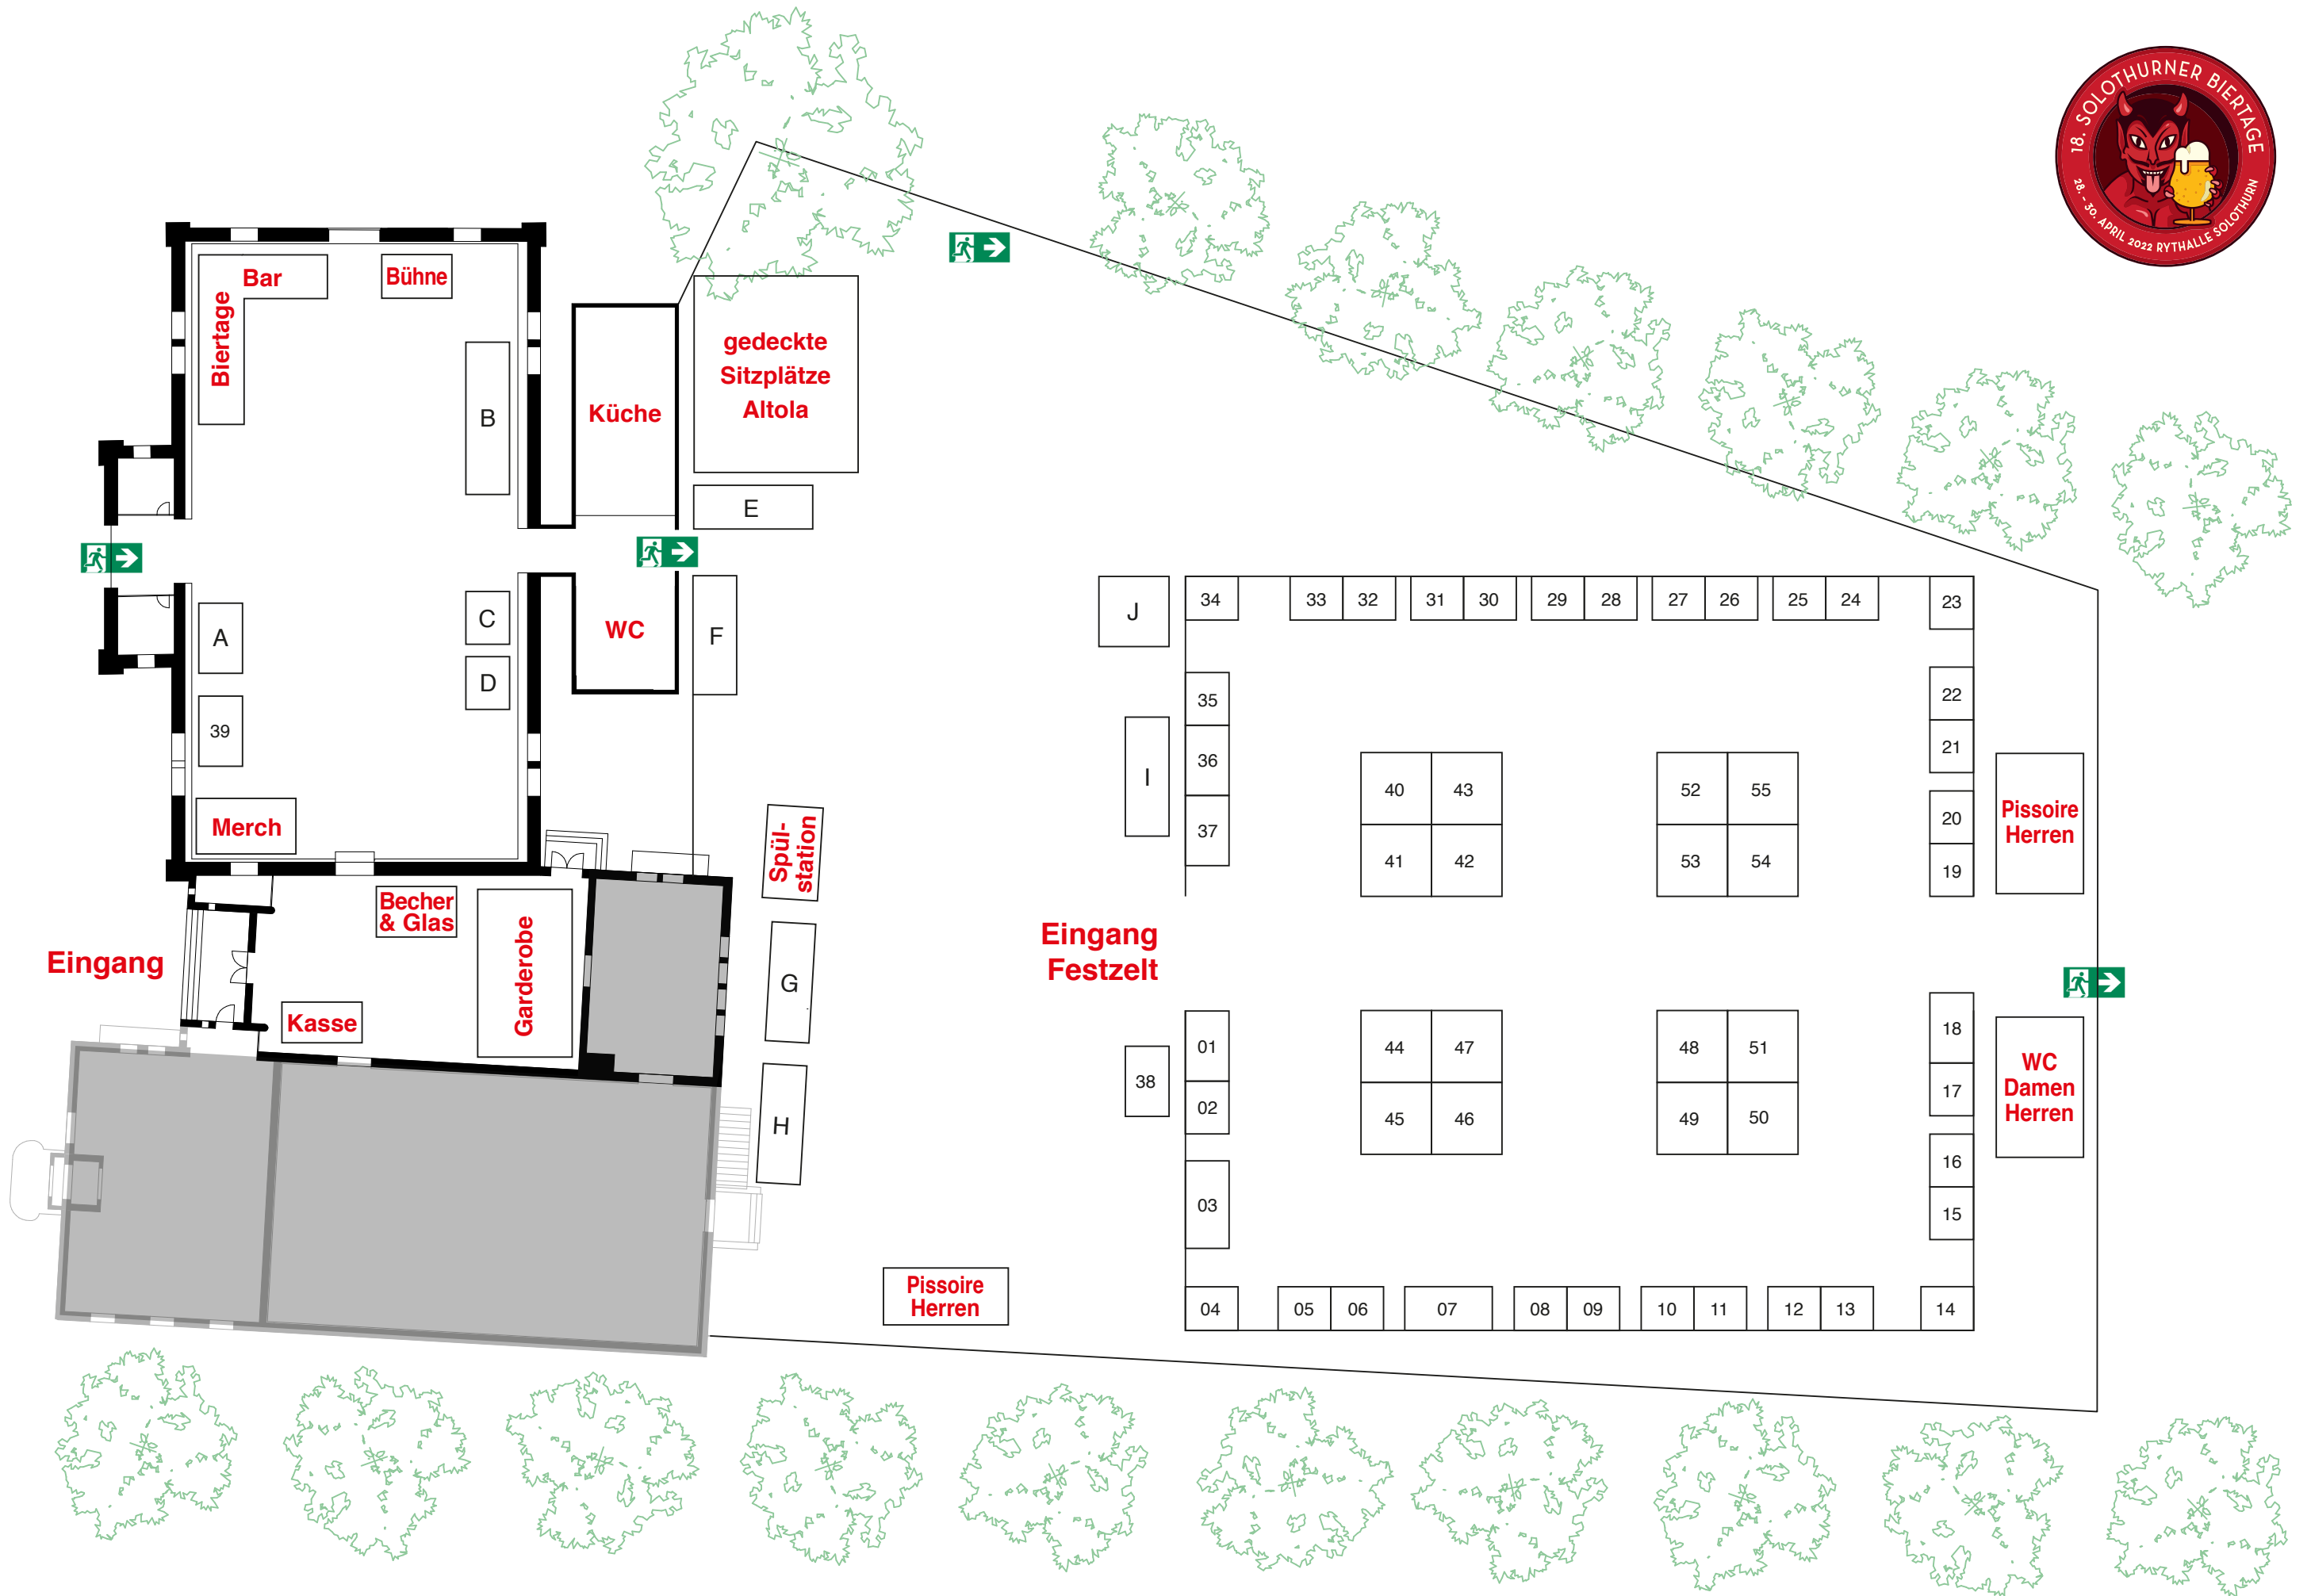 18. SOLOTHURNER BIERTAGE
28. – 30. APRIL 2022 RYTHALLE SOLOTHURN
Bar
Biertage
Bühne
B
Küche
gedeckte
Sitzplätze
Altola
E
A
39
C
D
WC
F
Merch
Becher
& Glas
Garderobe
Eingang
Kasse
Spül-
station
G
H
Pissoire
Herren
J
I
Eingang
Festzelt
38
34
33
32
31
30
29
28
27
26
25
24
23
35
36
37
22
21
20
19
40
43
41
42
52
55
53
54
Pissoire
Herren
01
02
03
44
47
45
46
48
51
49
50
18
17
16
15
WC
Damen
Herren
04
05
06
07
08
09
10
11
12
13
14